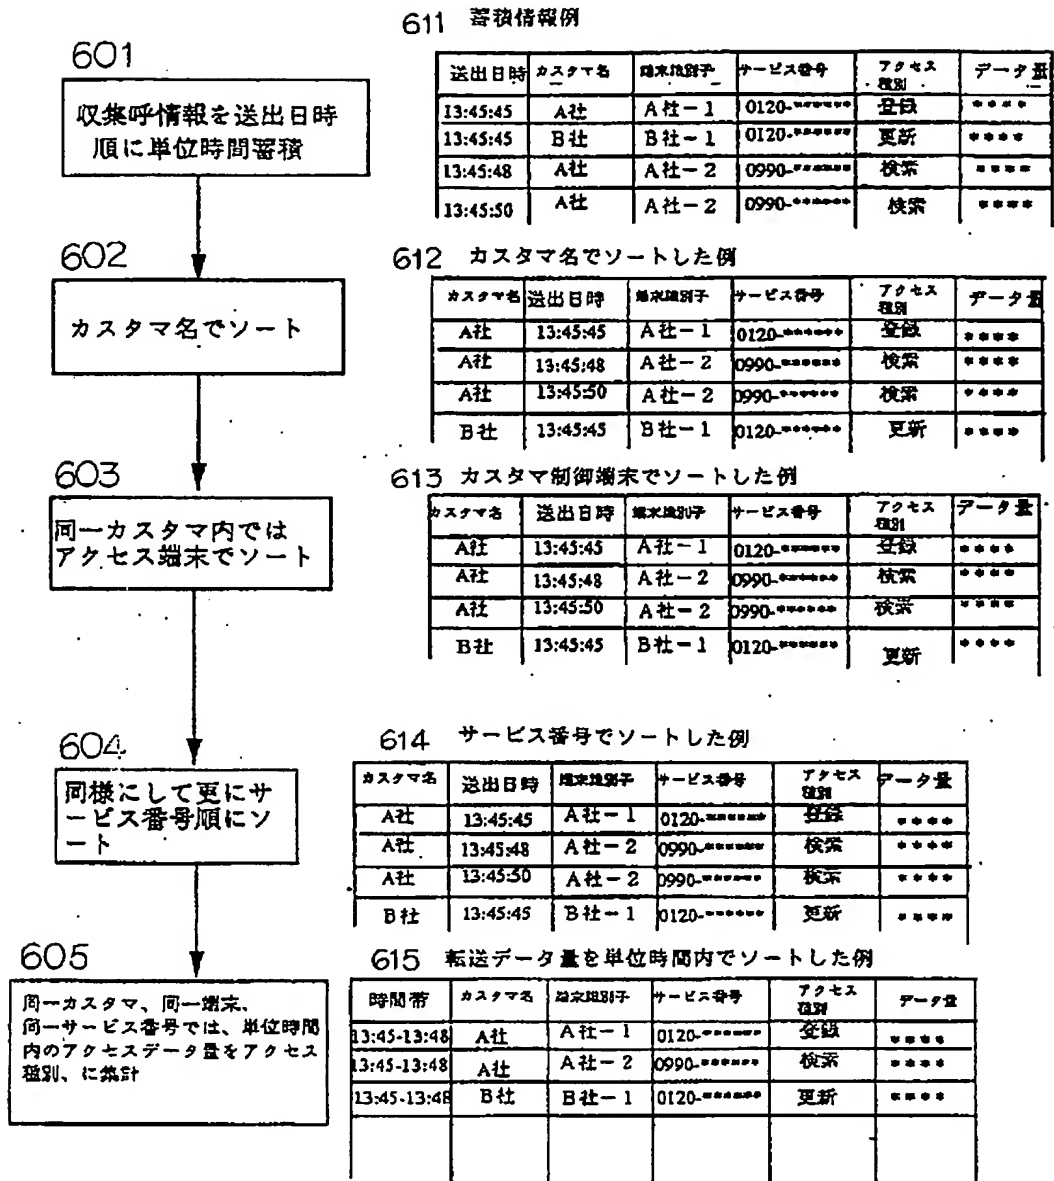 601
収集呼情報を送出日時
順に単位時間蓄積
602
カスタマ名でソート
603
同一カスタマ内では
アクセス端末でソート
604
同様にして更にサ
ービス番号順にソ
ート
605
同一カスタマ、同一端末、
同一サービス番号では、単位時間
内のアクセスデータ量をアクセス
種別、に集計
611 蓄積情報例
送出日時 カスタマ名 端末識別子 サービス番号 アクセス種別 データ量
13:45:45 A社 A社-1 0120-****** 登録 ****
13:45:45 B社 B社-1 0120-****** 更新 ****
13:45:48 A社 A社-2 0990-****** 検索 ****
13:45:50 A社 A社-2 0990-****** 検索 ****
612 カスタマ名でソートした例
カスタマ名 送出日時 端末識別子 サービス番号 アクセス種別 データ量
A社 13:45:45 A社-1 0120-****** 登録 ****
A社 13:45:48 A社-2 0990-****** 検索 ****
A社 13:45:50 A社-2 0990-****** 検索 ****
B社 13:45:45 B社-1 0120-****** 更新 ****
613 カスタマ制御端末でソートした例
カスタマ名 送出日時 端末識別子 サービス番号 アクセス種別 データ量
A社 13:45:45 A社-1 0120-****** 登録 ****
A社 13:45:48 A社-2 0990-****** 検索 ****
A社 13:45:50 A社-2 0990-****** 検索 ****
B社 13:45:45 B社-1 0120-****** 更新 ****
614 サービス番号でソートした例
カスタマ名 送出日時 端末識別子 サービス番号 アクセス種別 データ量
A社 13:45:45 A社-1 0120-****** 登録 ****
A社 13:45:48 A社-2 0990-****** 検索 ****
A社 13:45:50 A社-2 0990-****** 検索 ****
B社 13:45:45 B社-1 0120-****** 更新 ****
615 転送データ量を単位時間内でソートした例
時間帯 カスタマ名 端末識別子 サービス番号 アクセス種別 データ量
13:45-13:48 A社 A社-1 0120-****** 登録 ****
13:45-13:48 A社 A社-2 0990-****** 検索 ****
13:45-13:48 B社 B社-1 0120-****** 更新 ****